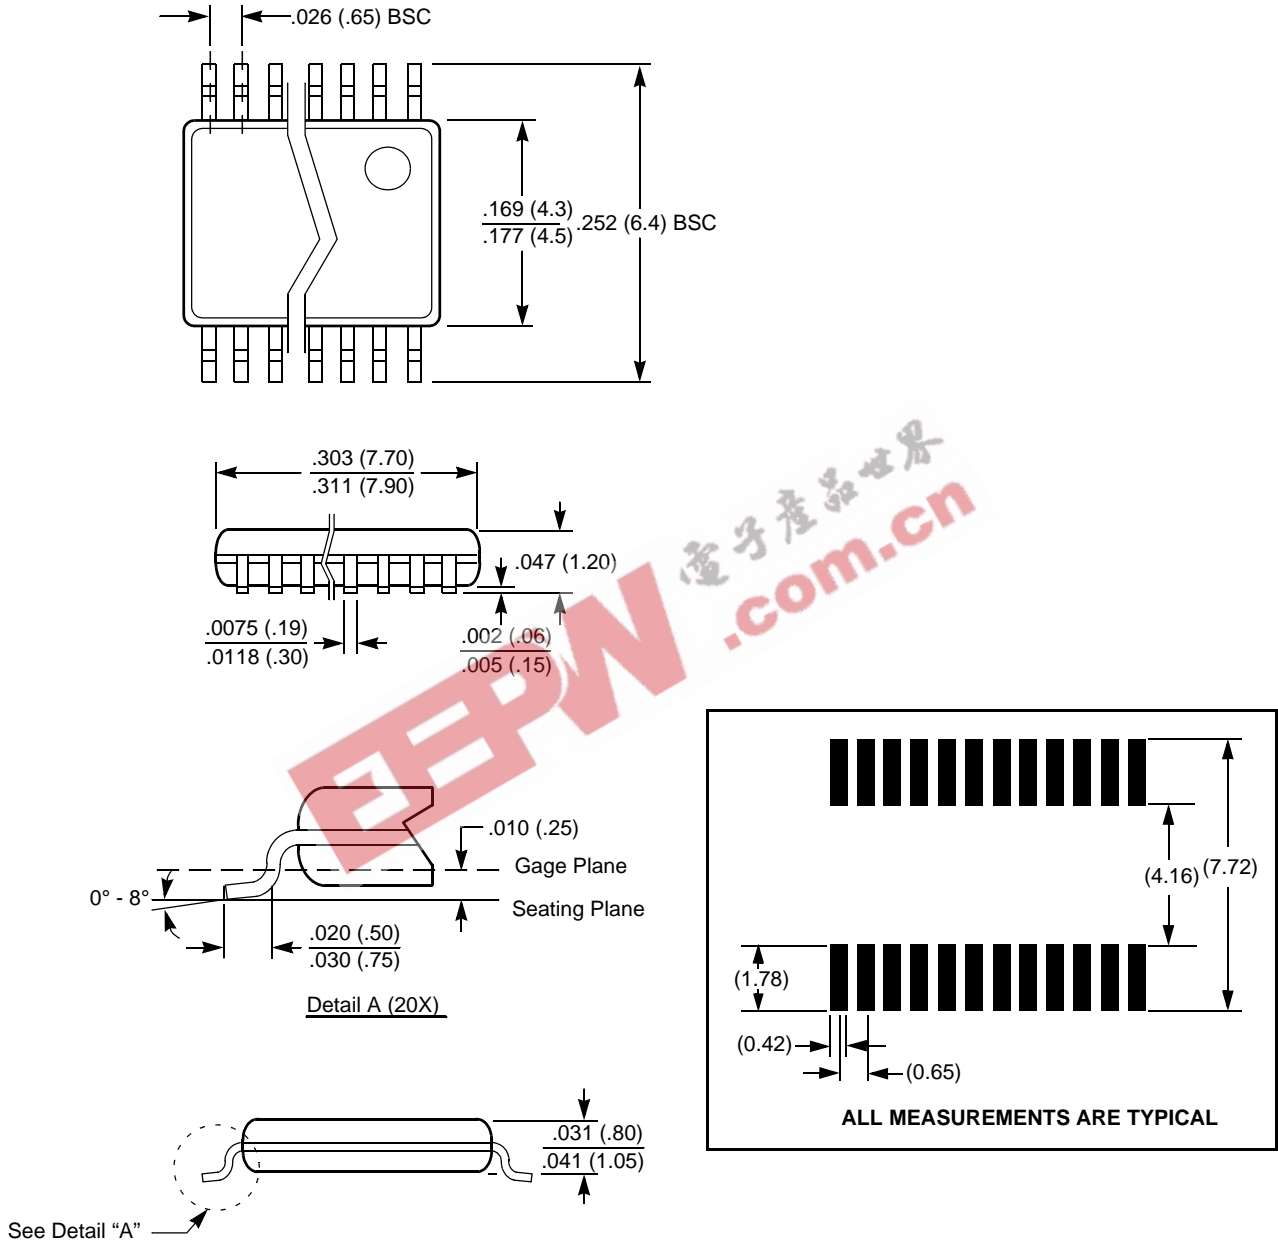 .026 (.65) BSC
.169 (4.3)
.177 (4.5)
.252 (6.4) BSC
.303 (7.70)
.311 (7.90)
.047 (1.20)
.0075 (.19)
.0118 (.30)
.002 (.06)
.005 (.15)
電子產品世界
.com.cn
EEPW
.010 (.25)
Gage Plane
0° - 8°
Seating Plane
.020 (.50)
.030 (.75)
Detail A (20X)
(4.16)
(7.72)
(1.78)
(0.42)
(0.65)
ALL MEASUREMENTS ARE TYPICAL
.031 (.80)
.041 (1.05)
See Detail “A”